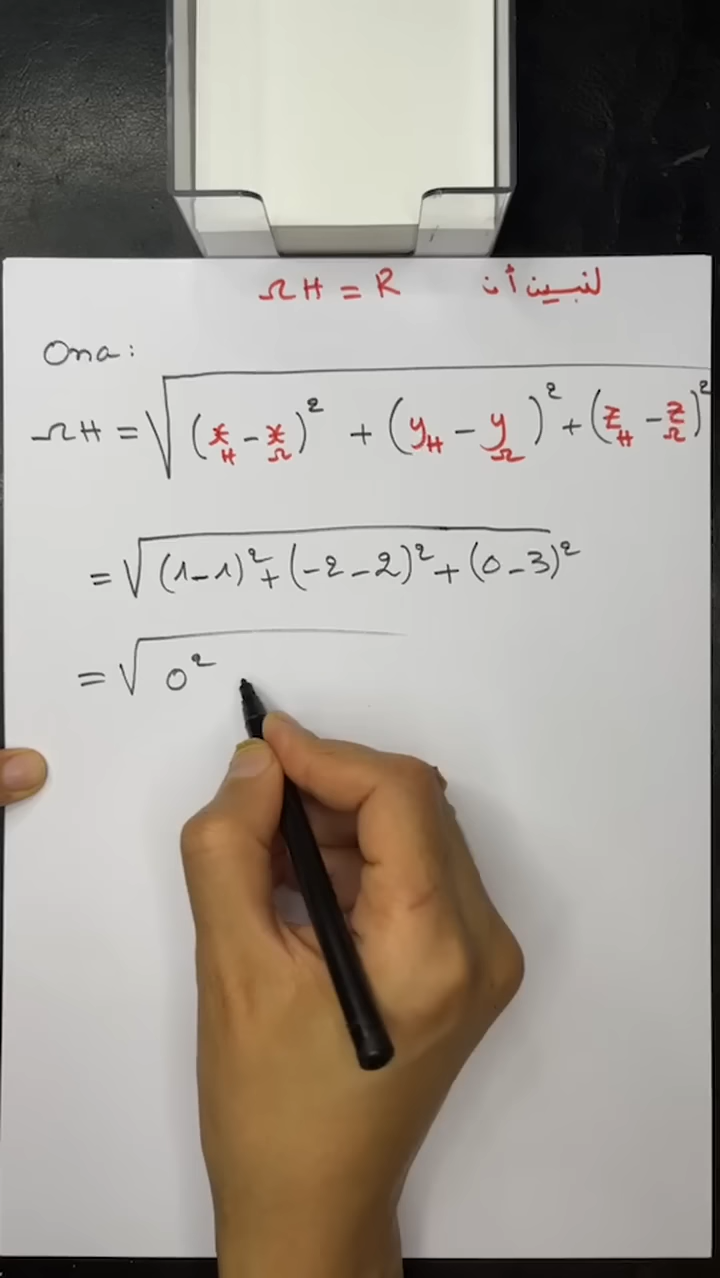 لنبين أن ΩH = R
On a :
ΩH = √((x_H - x_Ω)² + (y_H - y_Ω)² + (z_H - z_Ω)²)
= √((1-1)² + (-2-2)² + (0-3)²)
= √(0²